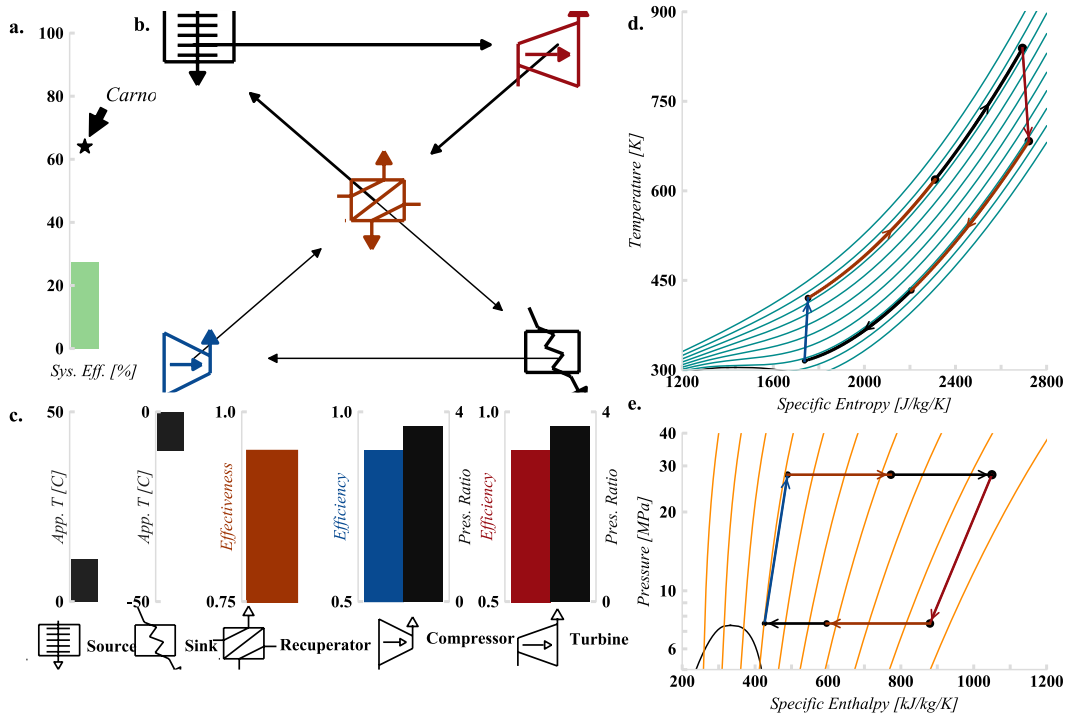 a.
100
80
60
40
20
0
Carno
Sys. Eff. [%]
b.
d.
900
750
600
450
300
Temperature [K]
1200
1600
2000
2400
2800
Specific Entropy [J/kg/K]
c.
50
0
App. T [C]
0
-50
App. T [C]
1.0
0.75
Effectiveness
1.0
0.5
Efficiency
4
0
Pres. Ratio
1.0
0.5
Efficiency
4
0
Pres. Ratio
Source
Sink
Recuperator
Compressor
Turbine
e.
40
30
20
10
6
Pressure [MPa]
200
400
600
800
1000
1200
Specific Enthalpy [kJ/kg/K]